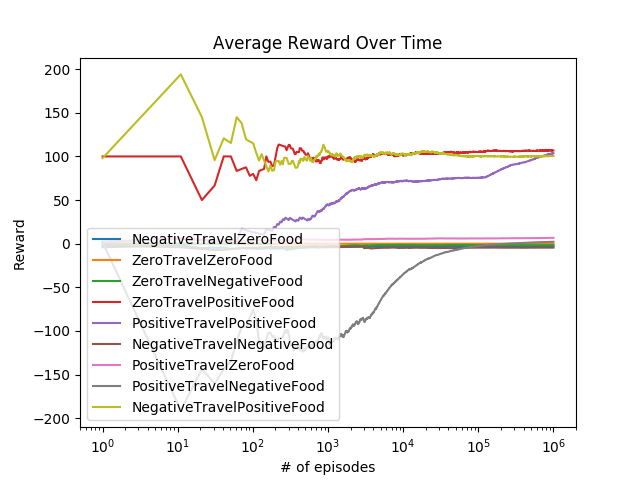 Average Reward Over Time
Reward
200
150
100
50
0
−50
−100
−150
−200
NegativeTravelZeroFood
ZeroTravelZeroFood
ZeroTravelNegativeFood
ZeroTravelPositiveFood
PositiveTravelPositiveFood
NegativeTravelNegativeFood
PositiveTravelZeroFood
PositiveTravelNegativeFood
NegativeTravelPositiveFood
10⁰ 10¹ 10² 10³ 10⁴ 10⁵ 10⁶
# of episodes